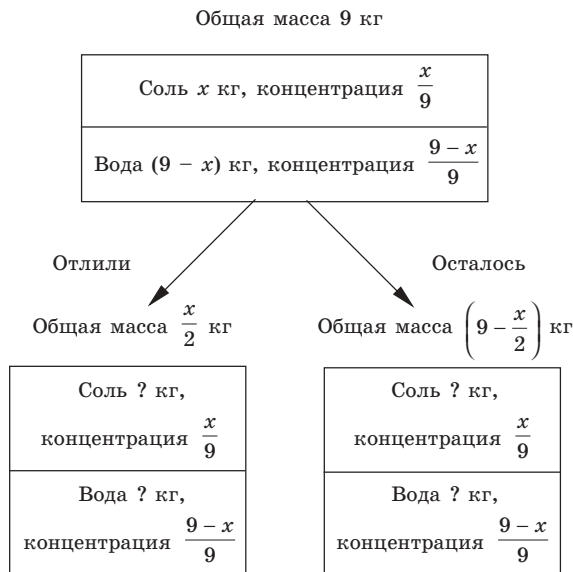 Общая масса 9 кг
Соль x кг, концентрация x/9
Вода (9 − x) кг, концентрация (9 − x)/9
Отлили
Общая масса x/2 кг
Соль ? кг,
концентрация x/9
Вода ? кг,
концентрация (9 − x)/9
Осталось
Общая масса (9 − x/2) кг
Соль ? кг,
концентрация x/9
Вода ? кг,
концентрация (9 − x)/9